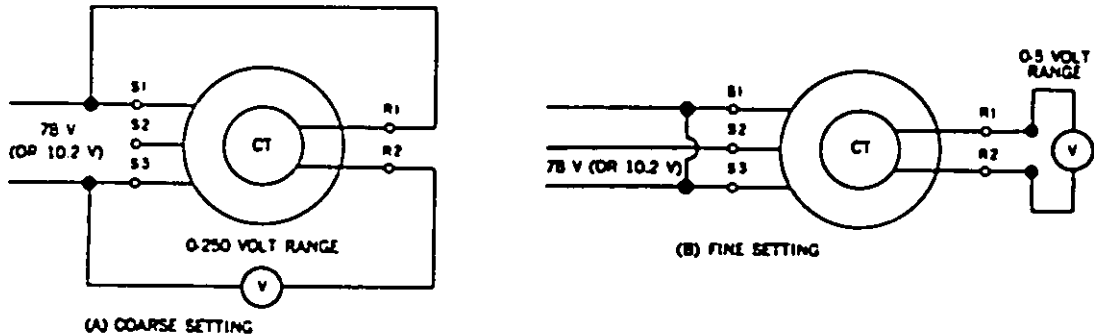 S1
S2
S3
78 V
(OR 10.2 V)
CT
R1
R2
0-250 VOLT RANGE
V
(A) COARSE SETTING
S1
S2
S3
78 V (OR 10.2 V)
CT
R1
R2
0-5 VOLT
RANGE
V
(B) FINE SETTING